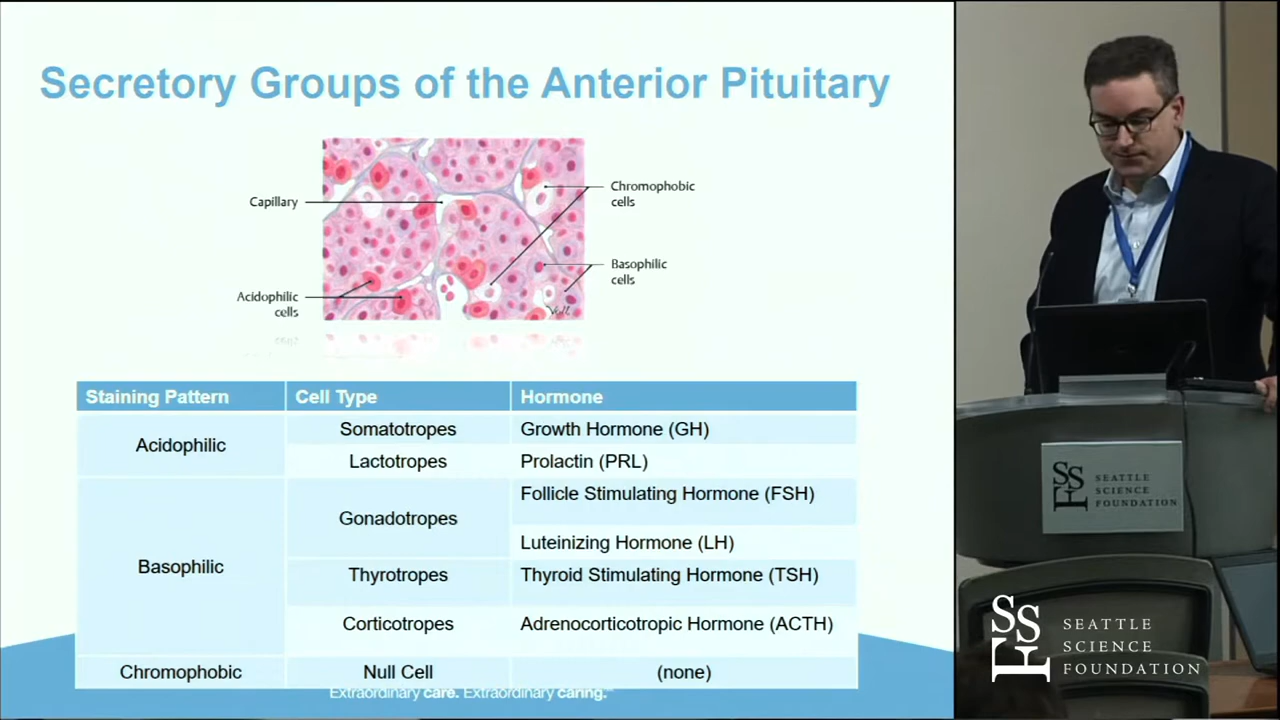 Secretory Groups of the Anterior Pituitary
Capillary
Acidophilic
cells
Chromophobic
cells
Basophilic
cells
Staining Pattern Cell Type Hormone
Acidophilic
Somatotropes Growth Hormone (GH)
Lactotropes Prolactin (PRL)
Basophilic
Gonadotropes
Follicle Stimulating Hormone (FSH)
Luteinizing Hormone (LH)
Thyrotropes Thyroid Stimulating Hormone (TSH)
Corticotropes Adrenocorticotropic Hormone (ACTH)
Chromophobic Null Cell (none)
Extraordinary care. Extraordinary caring.
SSF
SEATTLE
SCIENCE
FOUNDATION
SSF
SEATTLE
SCIENCE
FOUNDATION